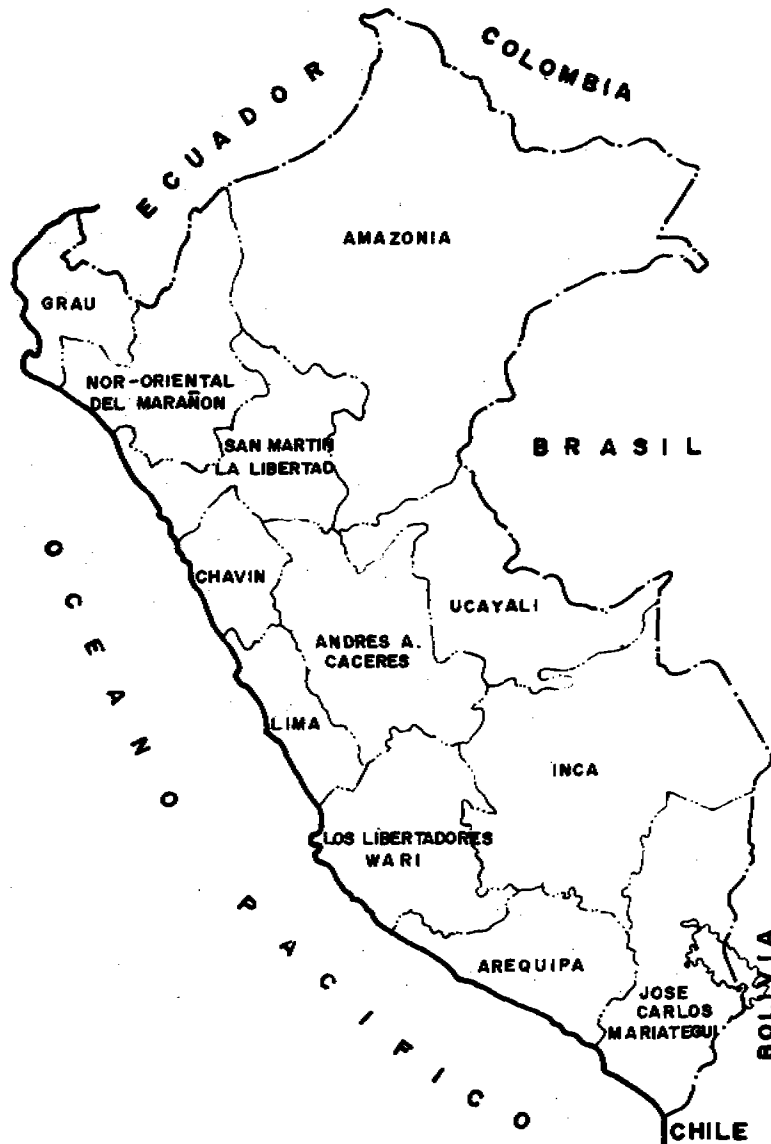 COLOMBIA
ECUADOR
AMAZONIA
GRAU
NOR-ORIENTAL
DEL MARAÑON
SAN MARTIN
LA LIBERTAD
BRASIL
CHAVIN
UCAYALI
ANDRES A.
CACERES
LIMA
INCA
LOS LIBERTADORES
WARI
OCEANO PACIFICO
AREQUIPA
JOSE
CARLOS
MARIATEGUI
BOLIVIA
CHILE